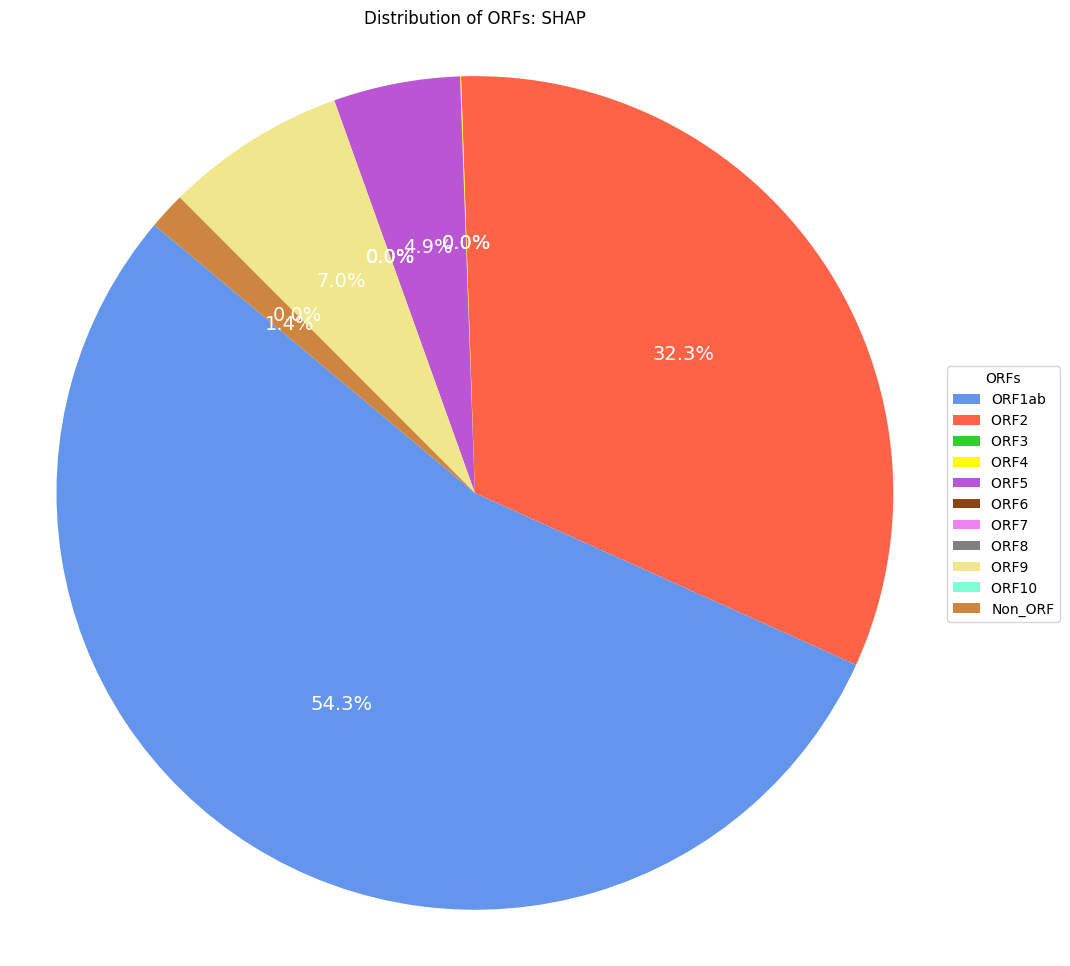 Distribution of ORFs: SHAP
4.9%
0.0%
0.0%
7.0%
0.0%
1.4%
32.3%
54.3%
ORFs
ORF1ab
ORF2
ORF3
ORF4
ORF5
ORF6
ORF7
ORF8
ORF9
ORF10
Non_ORF